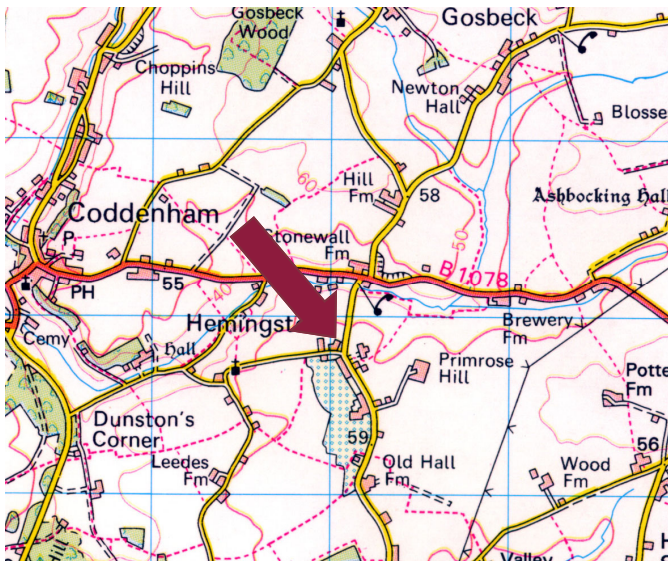 Gosbeck
Wood
Gosbeck
Choppins
Hill
Newton
Hall
Blosse
60
Hill
Fm
58
Ashbocking Hall
Coddenham
Stonewall
Fm
50
P
B 1078
PH
55
40
Hemingst
Brewery
Fm
Cemy
Hall
Primrose
Hill
Potte
Fm
Dunston's
Corner
59
56
Leedes
Fm
Old Hall
Fm
Wood
Fm
Valley
H